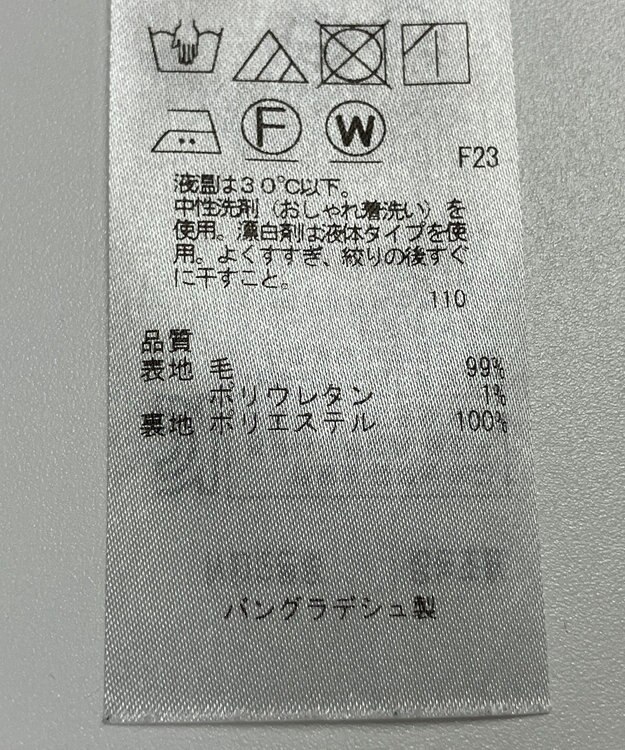 F W
F23
液温は30℃以下。
中性洗剤（おしゃれ着洗い）を
使用。漂白剤は液体タイプを使
用。よくすすぎ、絞りの後すぐ
に干すこと。
110
品質
表地 毛 99%
ポリウレタン 1%
裏地 ポリエステル 100%
バングラデシュ製